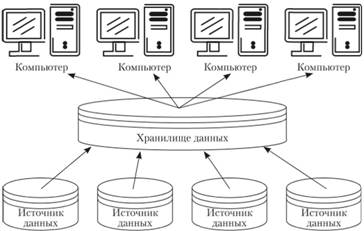 Компьютер Компьютер Компьютер Компьютер
Хранилище данных
Источник Источник Источник Источник
данных данных данных данных